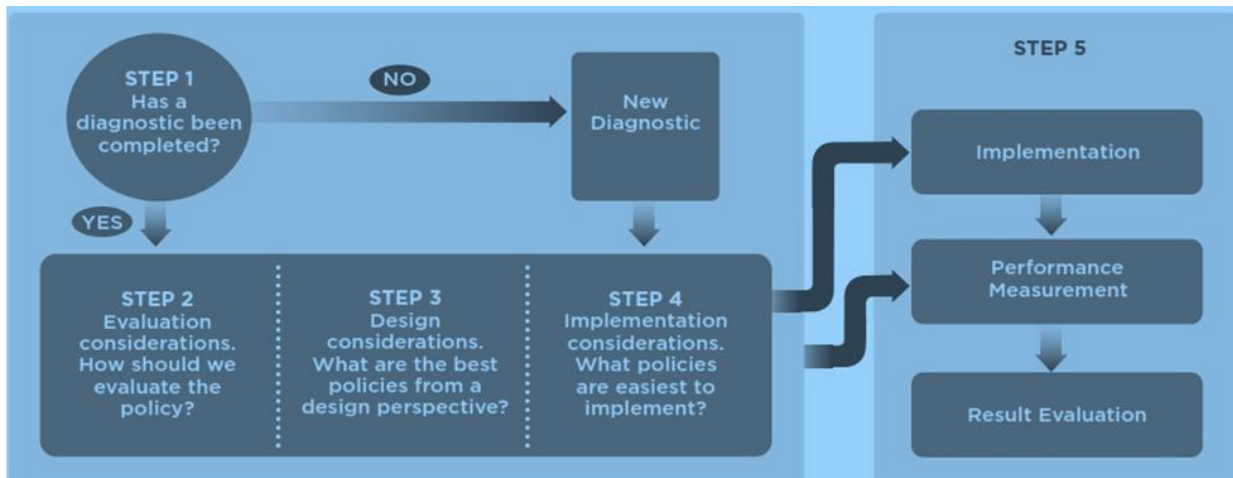 STEP 1
Has a
diagnostic been
completed?
NO
New
Diagnostic
YES
STEP 2
Evaluation
considerations.
How should we
evaluate the
policy?
STEP 3
Design
considerations.
What are the best
policies from a
design perspective?
STEP 4
Implementation
considerations.
What policies
are easiest to
implement?
STEP 5
Implementation
Performance
Measurement
Result Evaluation